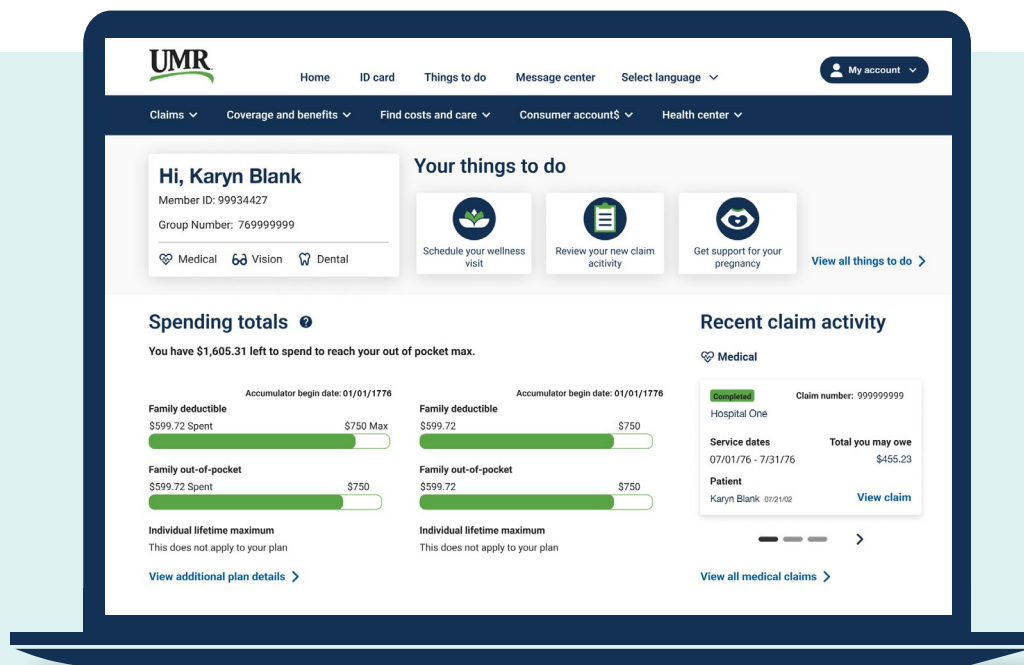 UMR
Home ID card Things to do Message center Select language
My account
Claims Coverage and benefits Find costs and care Consumer account$ Health center
Hi, Karyn Blank
Member ID: 99934427
Group Number: 769999999
Medical Vision Dental
Your things to do
Schedule your wellness
visit
Review your new claim
acitivity
Get support for your
pregnancy
View all things to do
Spending totals ?
You have $1,605.31 left to spend to reach your out of pocket max.
Accumulator begin date: 01/01/1776
Family deductible
$599.72 Spent $750 Max
Family out-of-pocket
$599.72 Spent $750
Individual lifetime maximum
This does not apply to your plan
View additional plan details
Accumulator begin date: 01/01/1776
Family deductible
$599.72 $750
Family out-of-pocket
$599.72 $750
Individual lifetime maximum
This does not apply to your plan
Recent claim activity
Medical
Completed Claim number: 999999999
Hospital One
Service dates Total you may owe
07/01/76 - 7/31/76 $455.23
Patient
Karyn Blank 07/21/02 View claim
View all medical claims